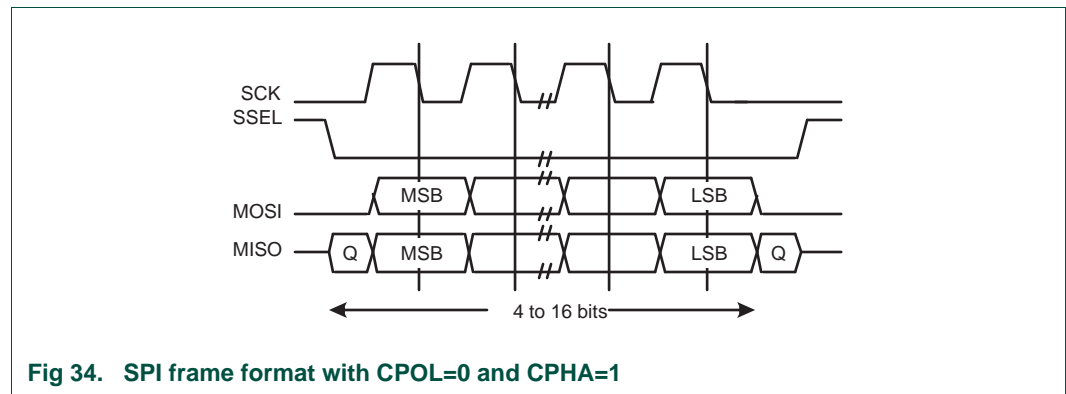 SCK
SSEL
MOSI MSB LSB
MISO Q MSB LSB Q
4 to 16 bits
Fig 34. SPI frame format with CPOL=0 and CPHA=1